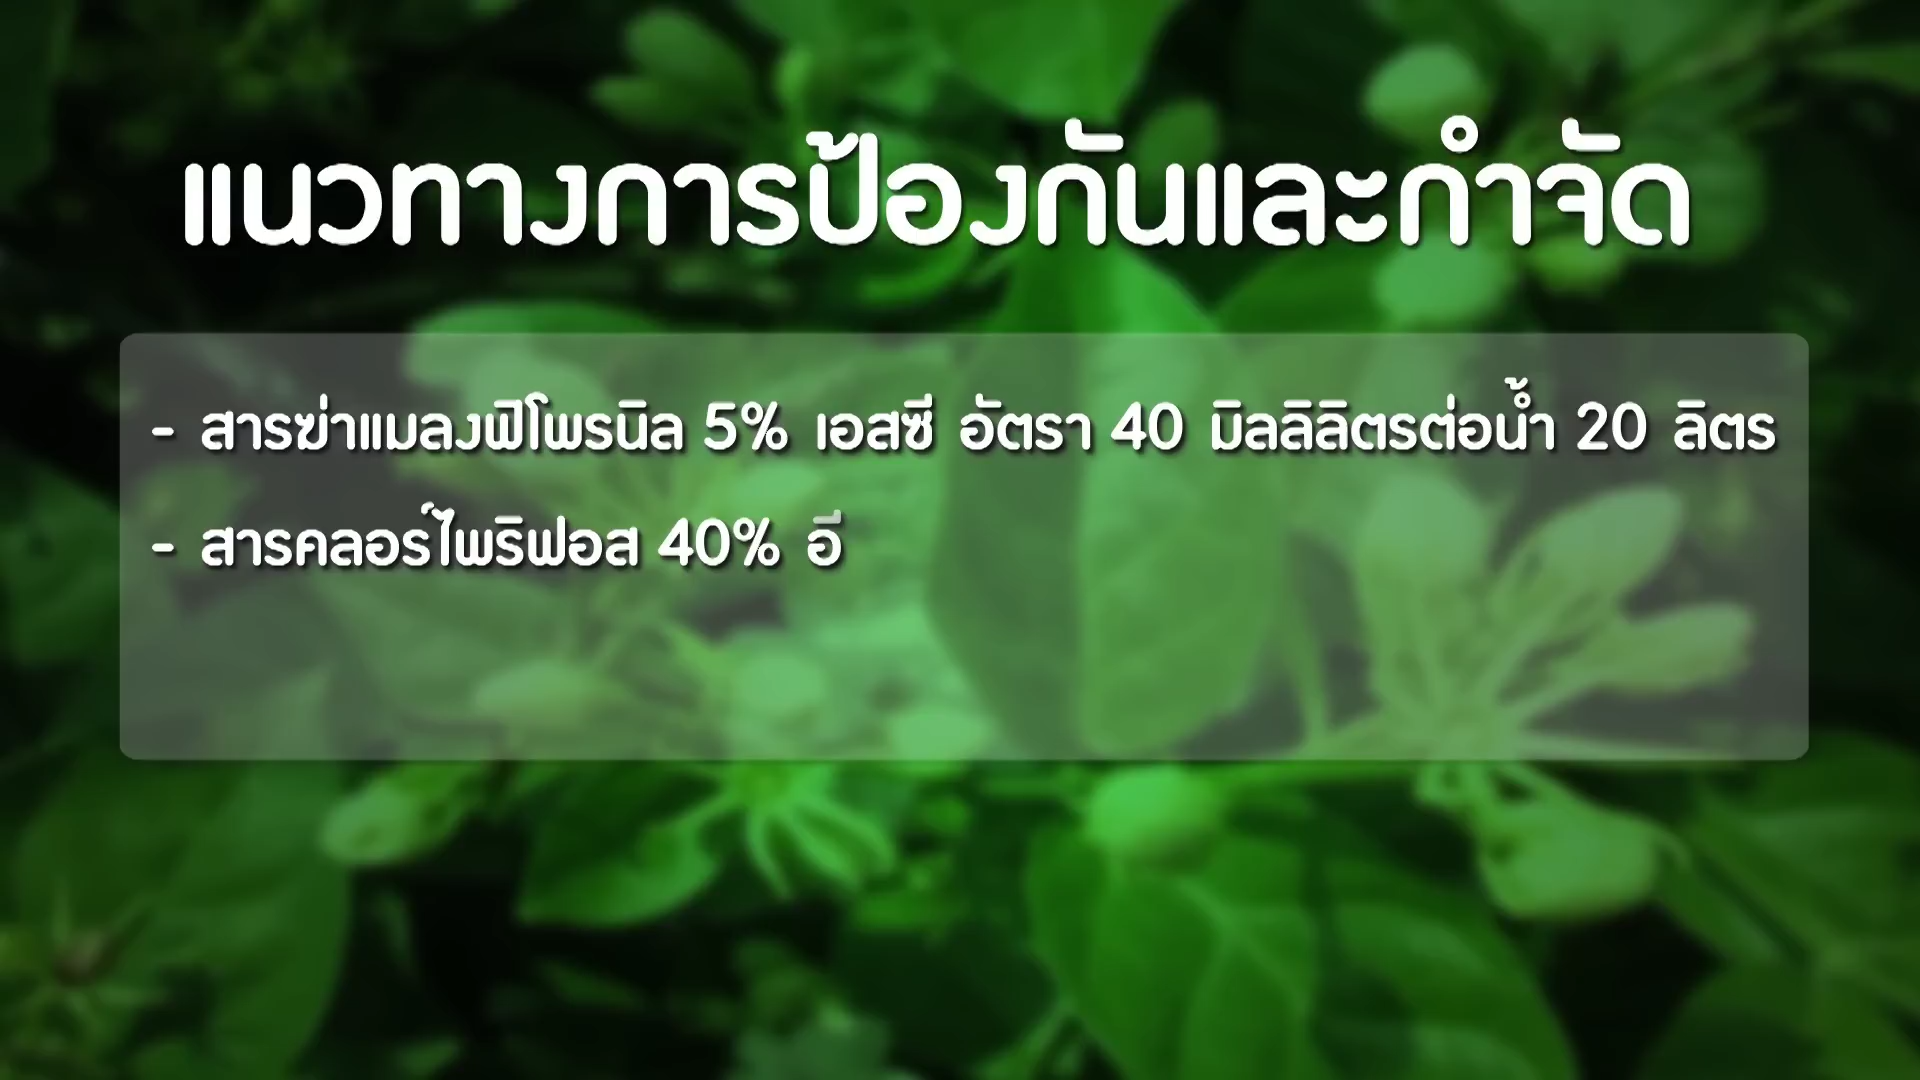 แนวทางการป้องกันและกำจัด
- สารฆ่าแมลงฟิโพรนิล 5% เอสซี อัตรา 40 มิลลิลิตรต่อน้ำ 20 ลิตร
- สารคลอร์ไพริฟอส 40% อี